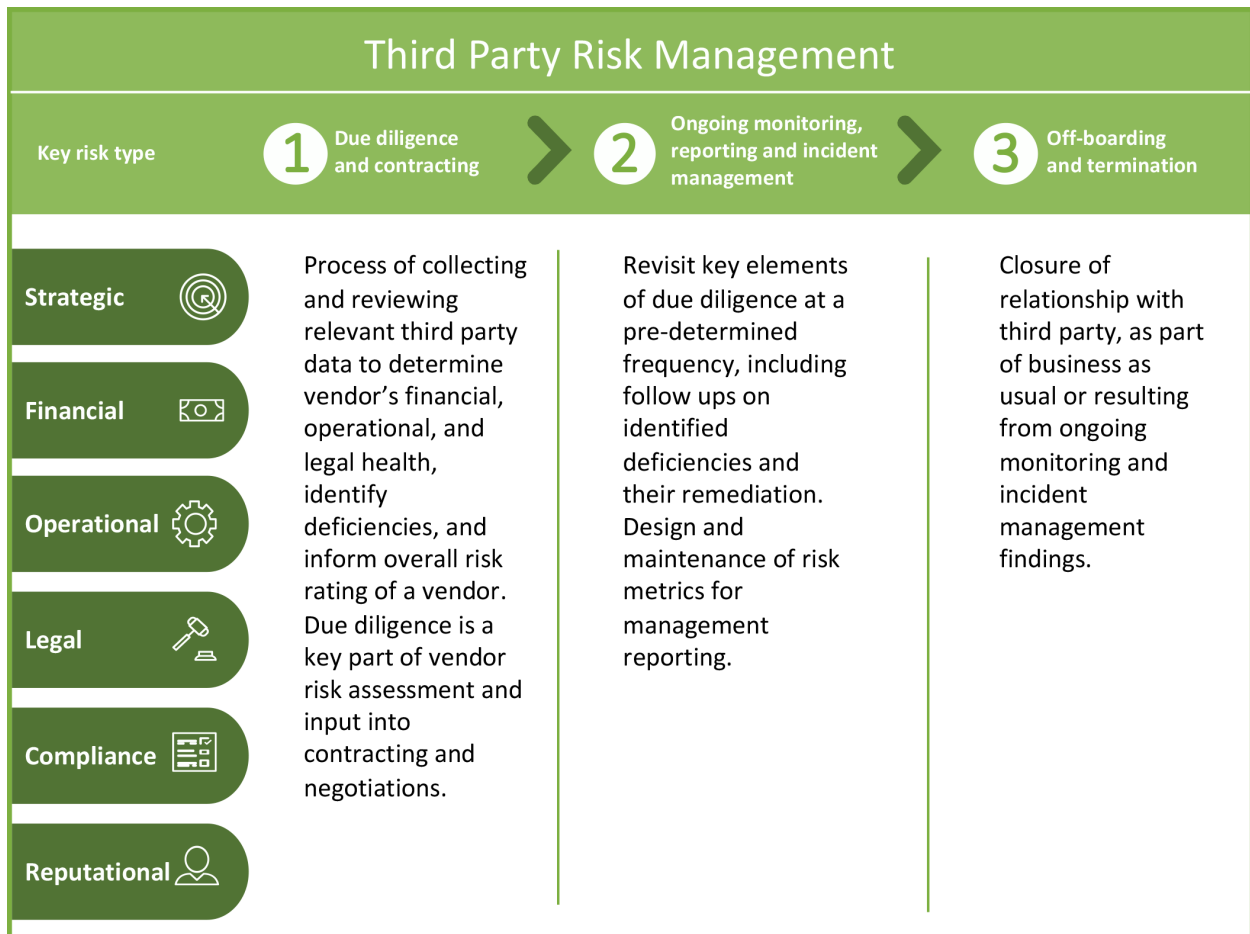 Third Party Risk Management
Key risk type
1
Due diligence
and contracting
2
Ongoing monitoring,
reporting and incident
management
3
Off-boarding
and termination
Strategic
Financial
Operational
Legal
Compliance
Reputational
Process of collecting
and reviewing
relevant third party
data to determine
vendor’s financial,
operational, and
legal health,
identify
deficiencies, and
inform overall risk
rating of a vendor.
Due diligence is a
key part of vendor
risk assessment and
input into
contracting and
negotiations.
Revisit key elements
of due diligence at a
pre-determined
frequency, including
follow ups on
identified
deficiencies and
their remediation.
Design and
maintenance of risk
metrics for
management
reporting.
Closure of
relationship with
third party, as part
of business as
usual or resulting
from ongoing
monitoring and
incident
management
findings.